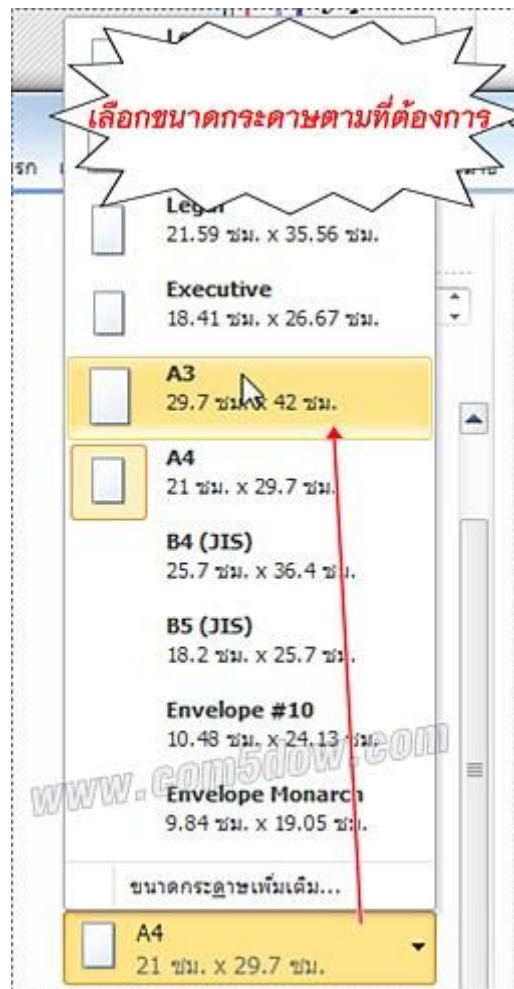 เลือกขนาดกระดาษตามที่ต้องการ
Legal
21.59 ซม. x 35.56 ซม.
Executive
18.41 ซม. x 26.67 ซม.
A3
29.7 ซม. x 42 ซม.
A4
21 ซม. x 29.7 ซม.
B4 (JIS)
25.7 ซม. x 36.4 ซม.
B5 (JIS)
18.2 ซม. x 25.7 ซม.
Envelope #10
10.48 ซม. x 24.13 ซม.
www.com5dow.com
Envelope Monarch
9.84 ซม. x 19.05 ซม.
ขนาดกระดาษเพิ่มเติม...
A4
21 ซม. x 29.7 ซม.